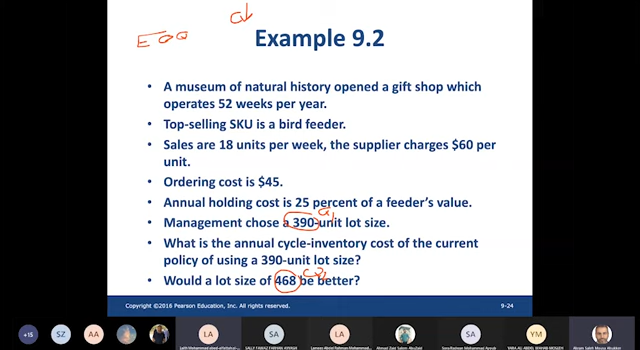 EOQ
Example 9.2
• A museum of natural history opened a gift shop which
operates 52 weeks per year.
• Top-selling SKU is a bird feeder.
• Sales are 18 units per week, the supplier charges $60 per
unit.
• Ordering cost is $45.
• Annual holding cost is 25 percent of a feeder's value.
• Management chose a 390-unit lot size.
• What is the annual cycle-inventory cost of the current
policy of using a 390-unit lot size?
• Would a lot size of 468 be better?
Copyright ©2016 Pearson Education, Inc. All rights reserved.
9-24
+15
SZ
AA
LA
SA
LA
SA
YM